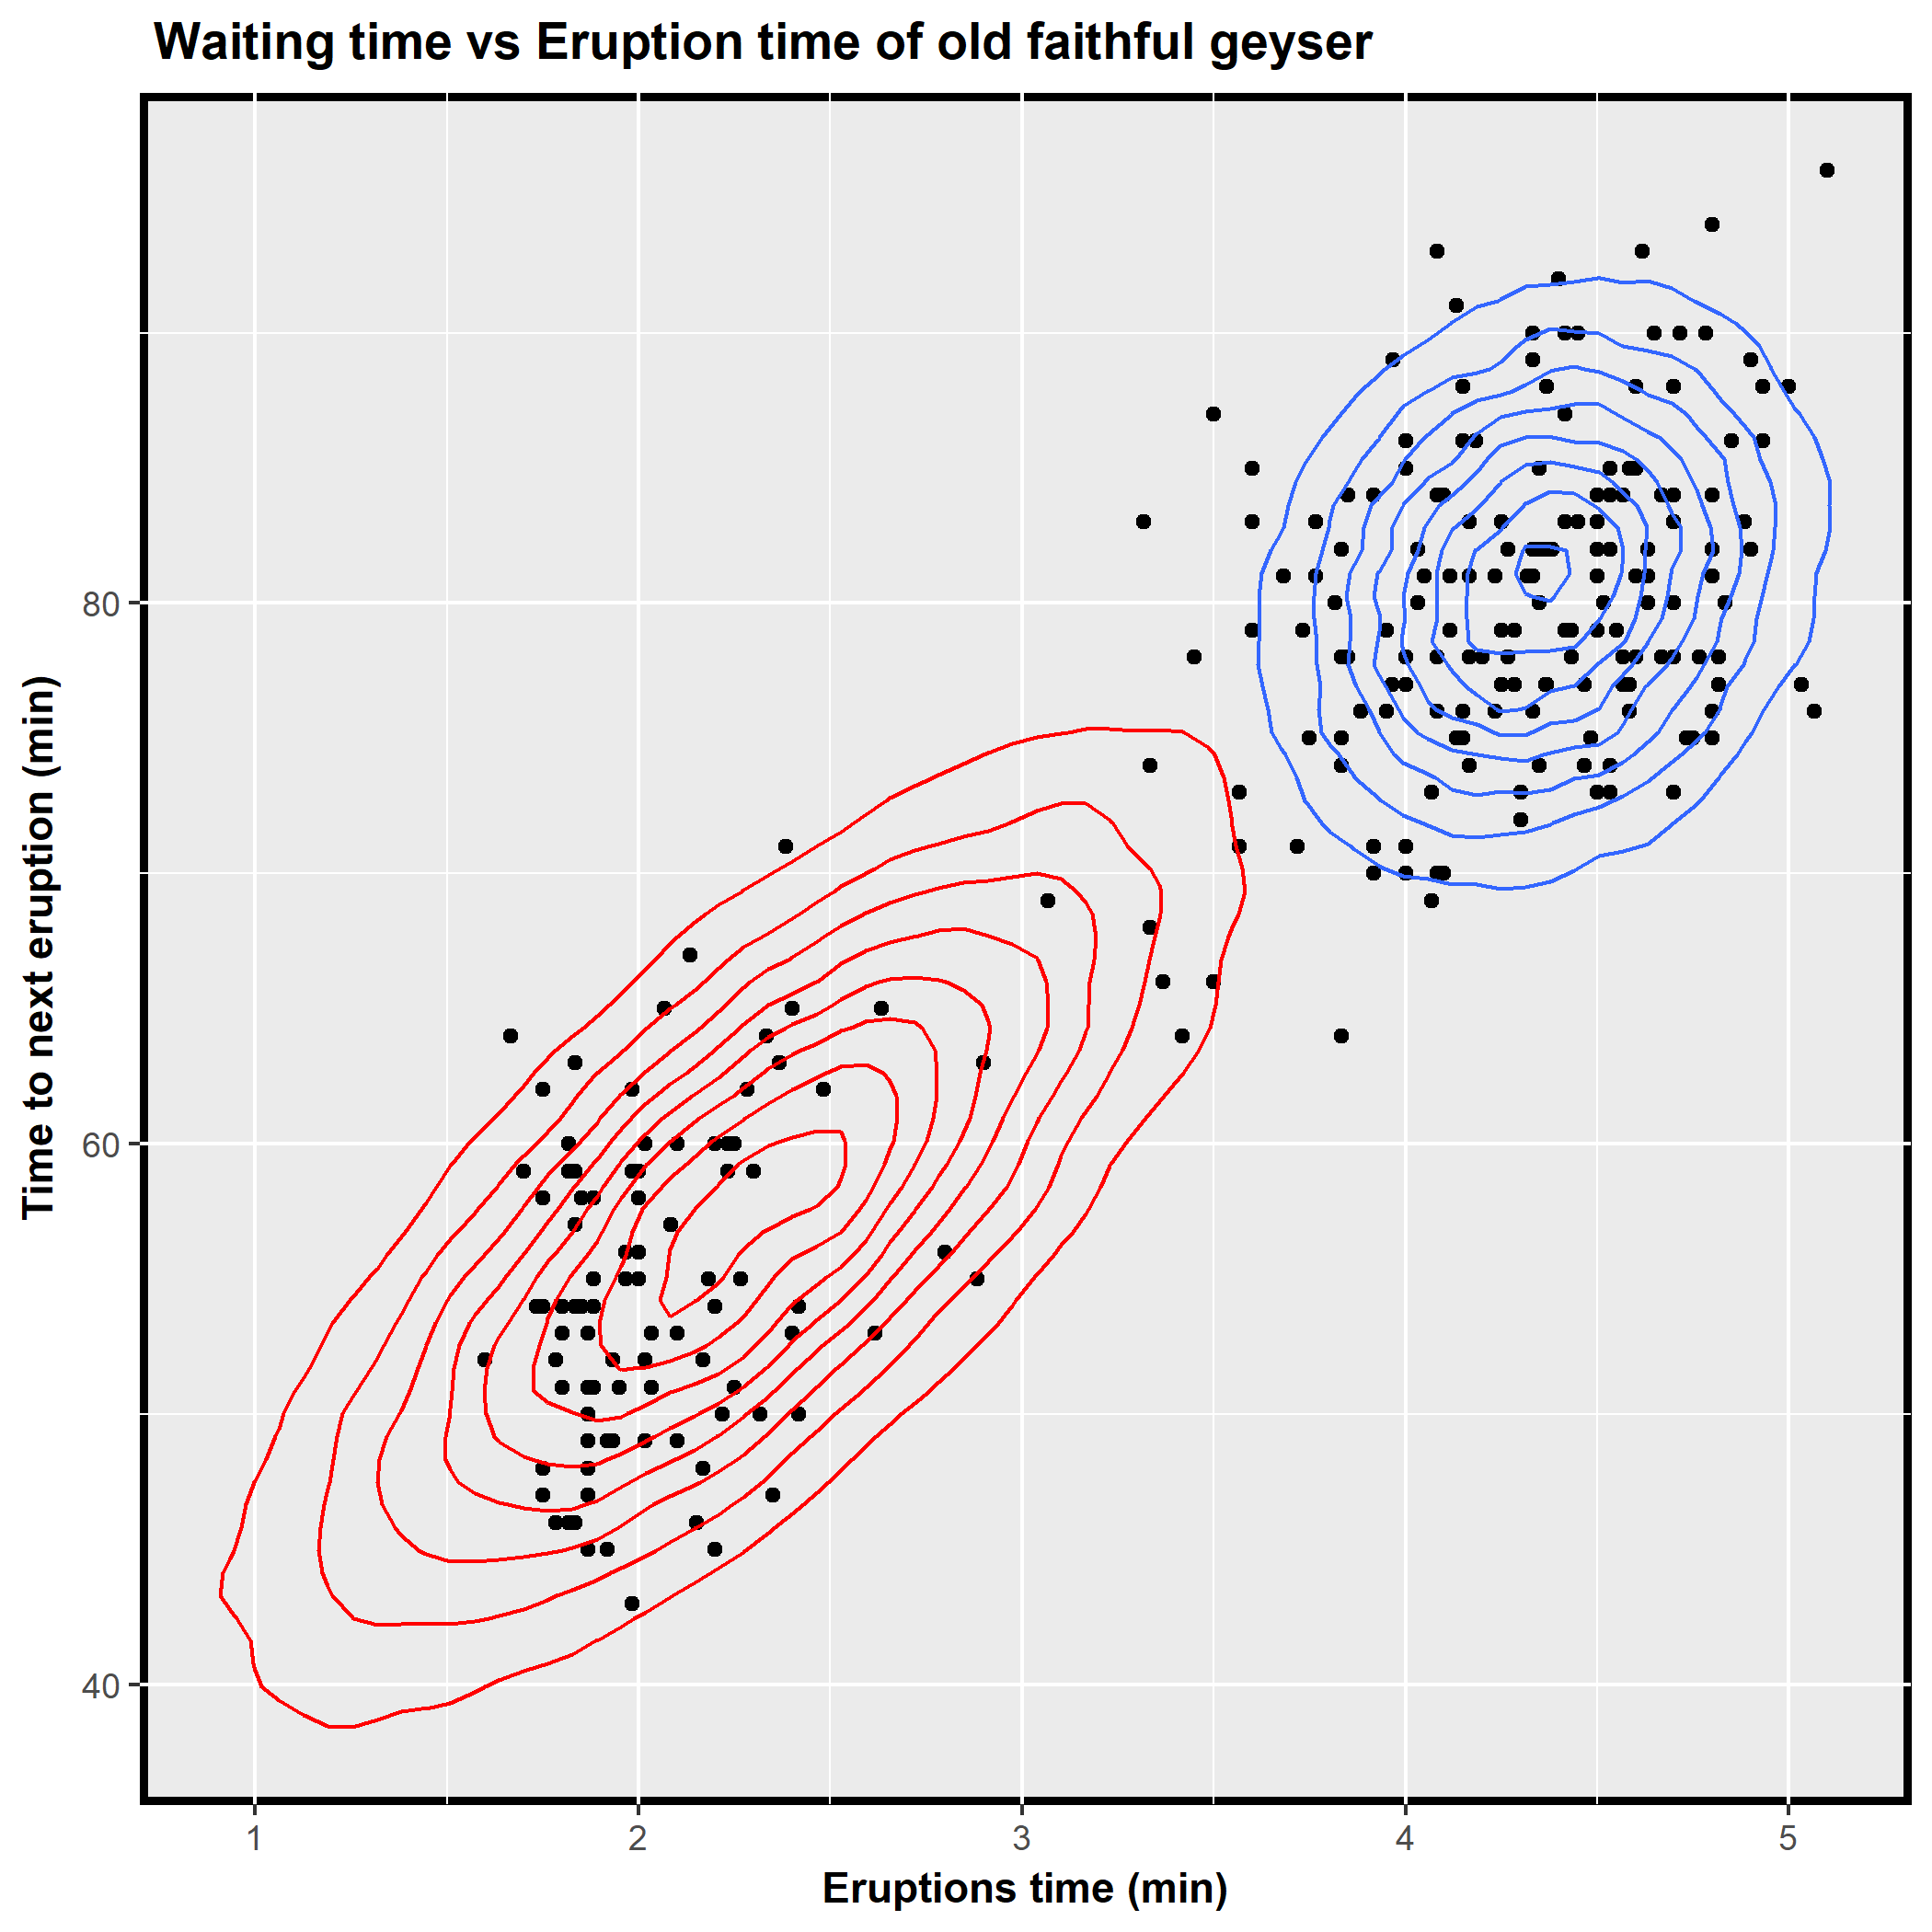 Waiting time vs Eruption time of old faithful geyser
Time to next eruption (min)
80
60
40
1 2 3 4 5
Eruptions time (min)